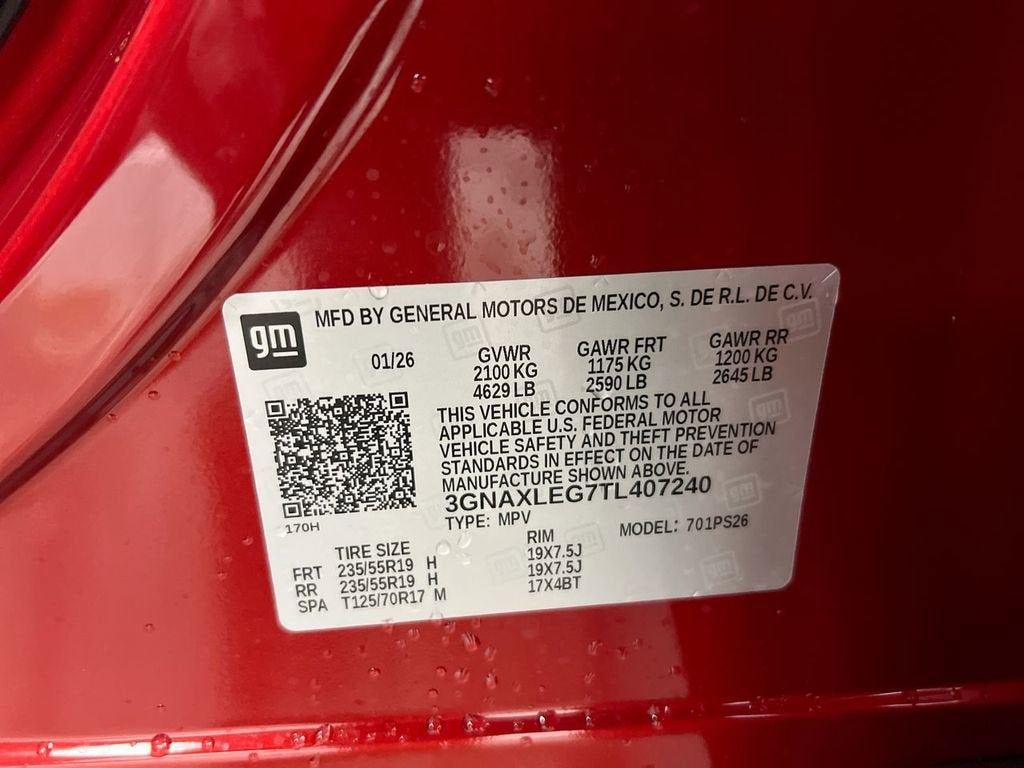 gm
MFD BY GENERAL MOTORS DE MEXICO, S. DE R.L. DE C.V.
01/26
GVWR GAWR FRT GAWR RR
2100 KG 1175 KG 1200 KG
4629 LB 2590 LB 2645 LB
THIS VEHICLE CONFORMS TO ALL
APPLICABLE U.S. FEDERAL MOTOR
VEHICLE SAFETY AND THEFT PREVENTION
STANDARDS IN EFFECT ON THE DATE OF
MANUFACTURE SHOWN ABOVE.
3GNAXLEG7TL407240
170H
TYPE: MPV MODEL: 701PS26
TIRE SIZE RIM
FRT 235/55R19 H 19X7.5J
RR 235/55R19 H 19X7.5J
SPA T125/70R17 M 17X4BT